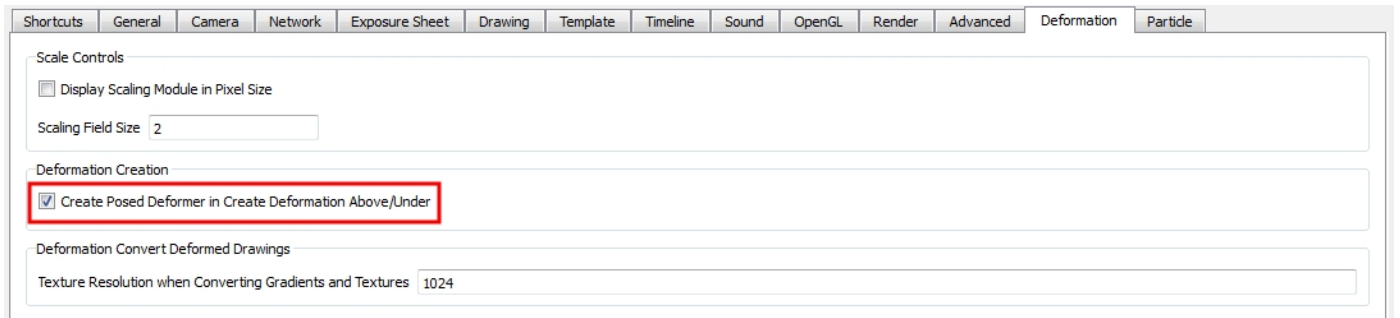 Shortcuts General Camera Network Exposure Sheet Drawing Template Timeline Sound OpenGL Render Advanced Deformation Particle
Scale Controls
Display Scaling Module in Pixel Size
Scaling Field Size 2
Deformation Creation
Create Posed Deformer in Create Deformation Above/Under
Deformation Convert Deformed Drawings
Texture Resolution when Converting Gradients and Textures 1024